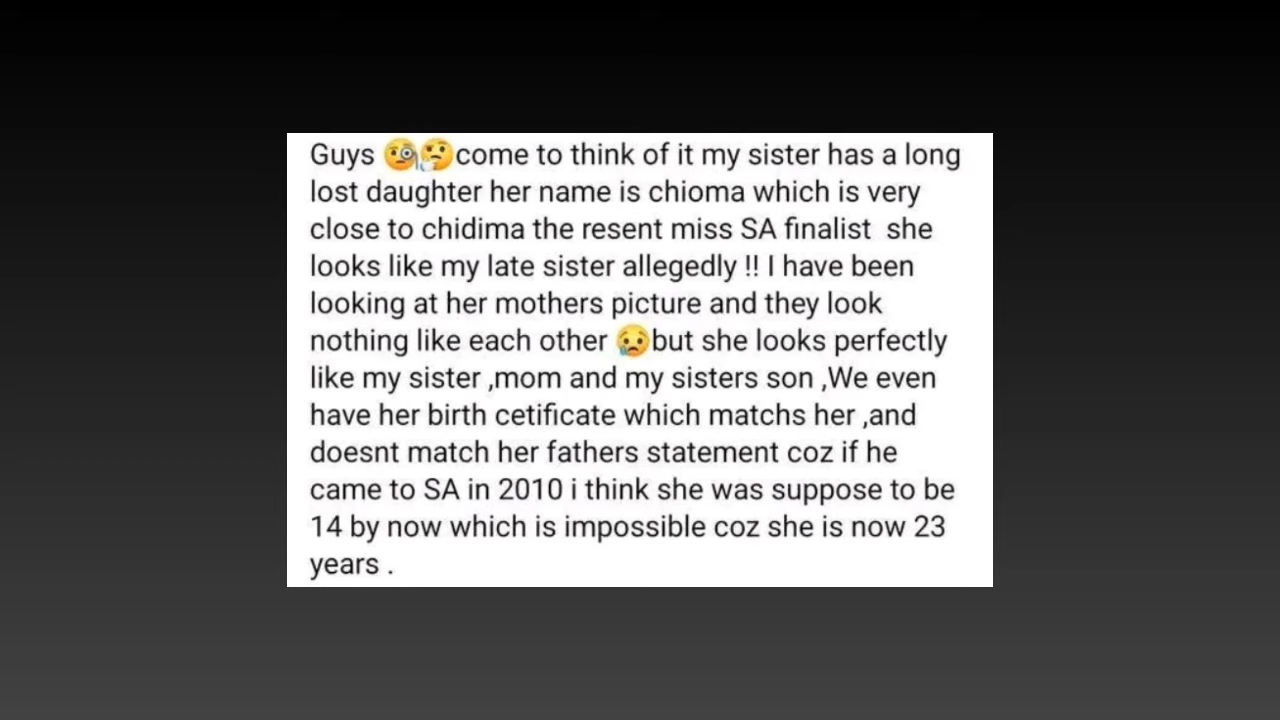 Guys 🧐🤔come to think of it my sister has a long
lost daughter her name is chioma which is very
close to chidima the resent miss SA finalist  she
looks like my late sister allegedly !! I have been
looking at her mothers picture and they look
nothing like each other 😢but she looks perfectly
like my sister ,mom and my sisters son ,We even
have her birth cetificate which matchs her ,and
doesnt match her fathers statement coz if he
came to SA in 2010 i think she was suppose to be
14 by now which is impossible coz she is now 23
years .